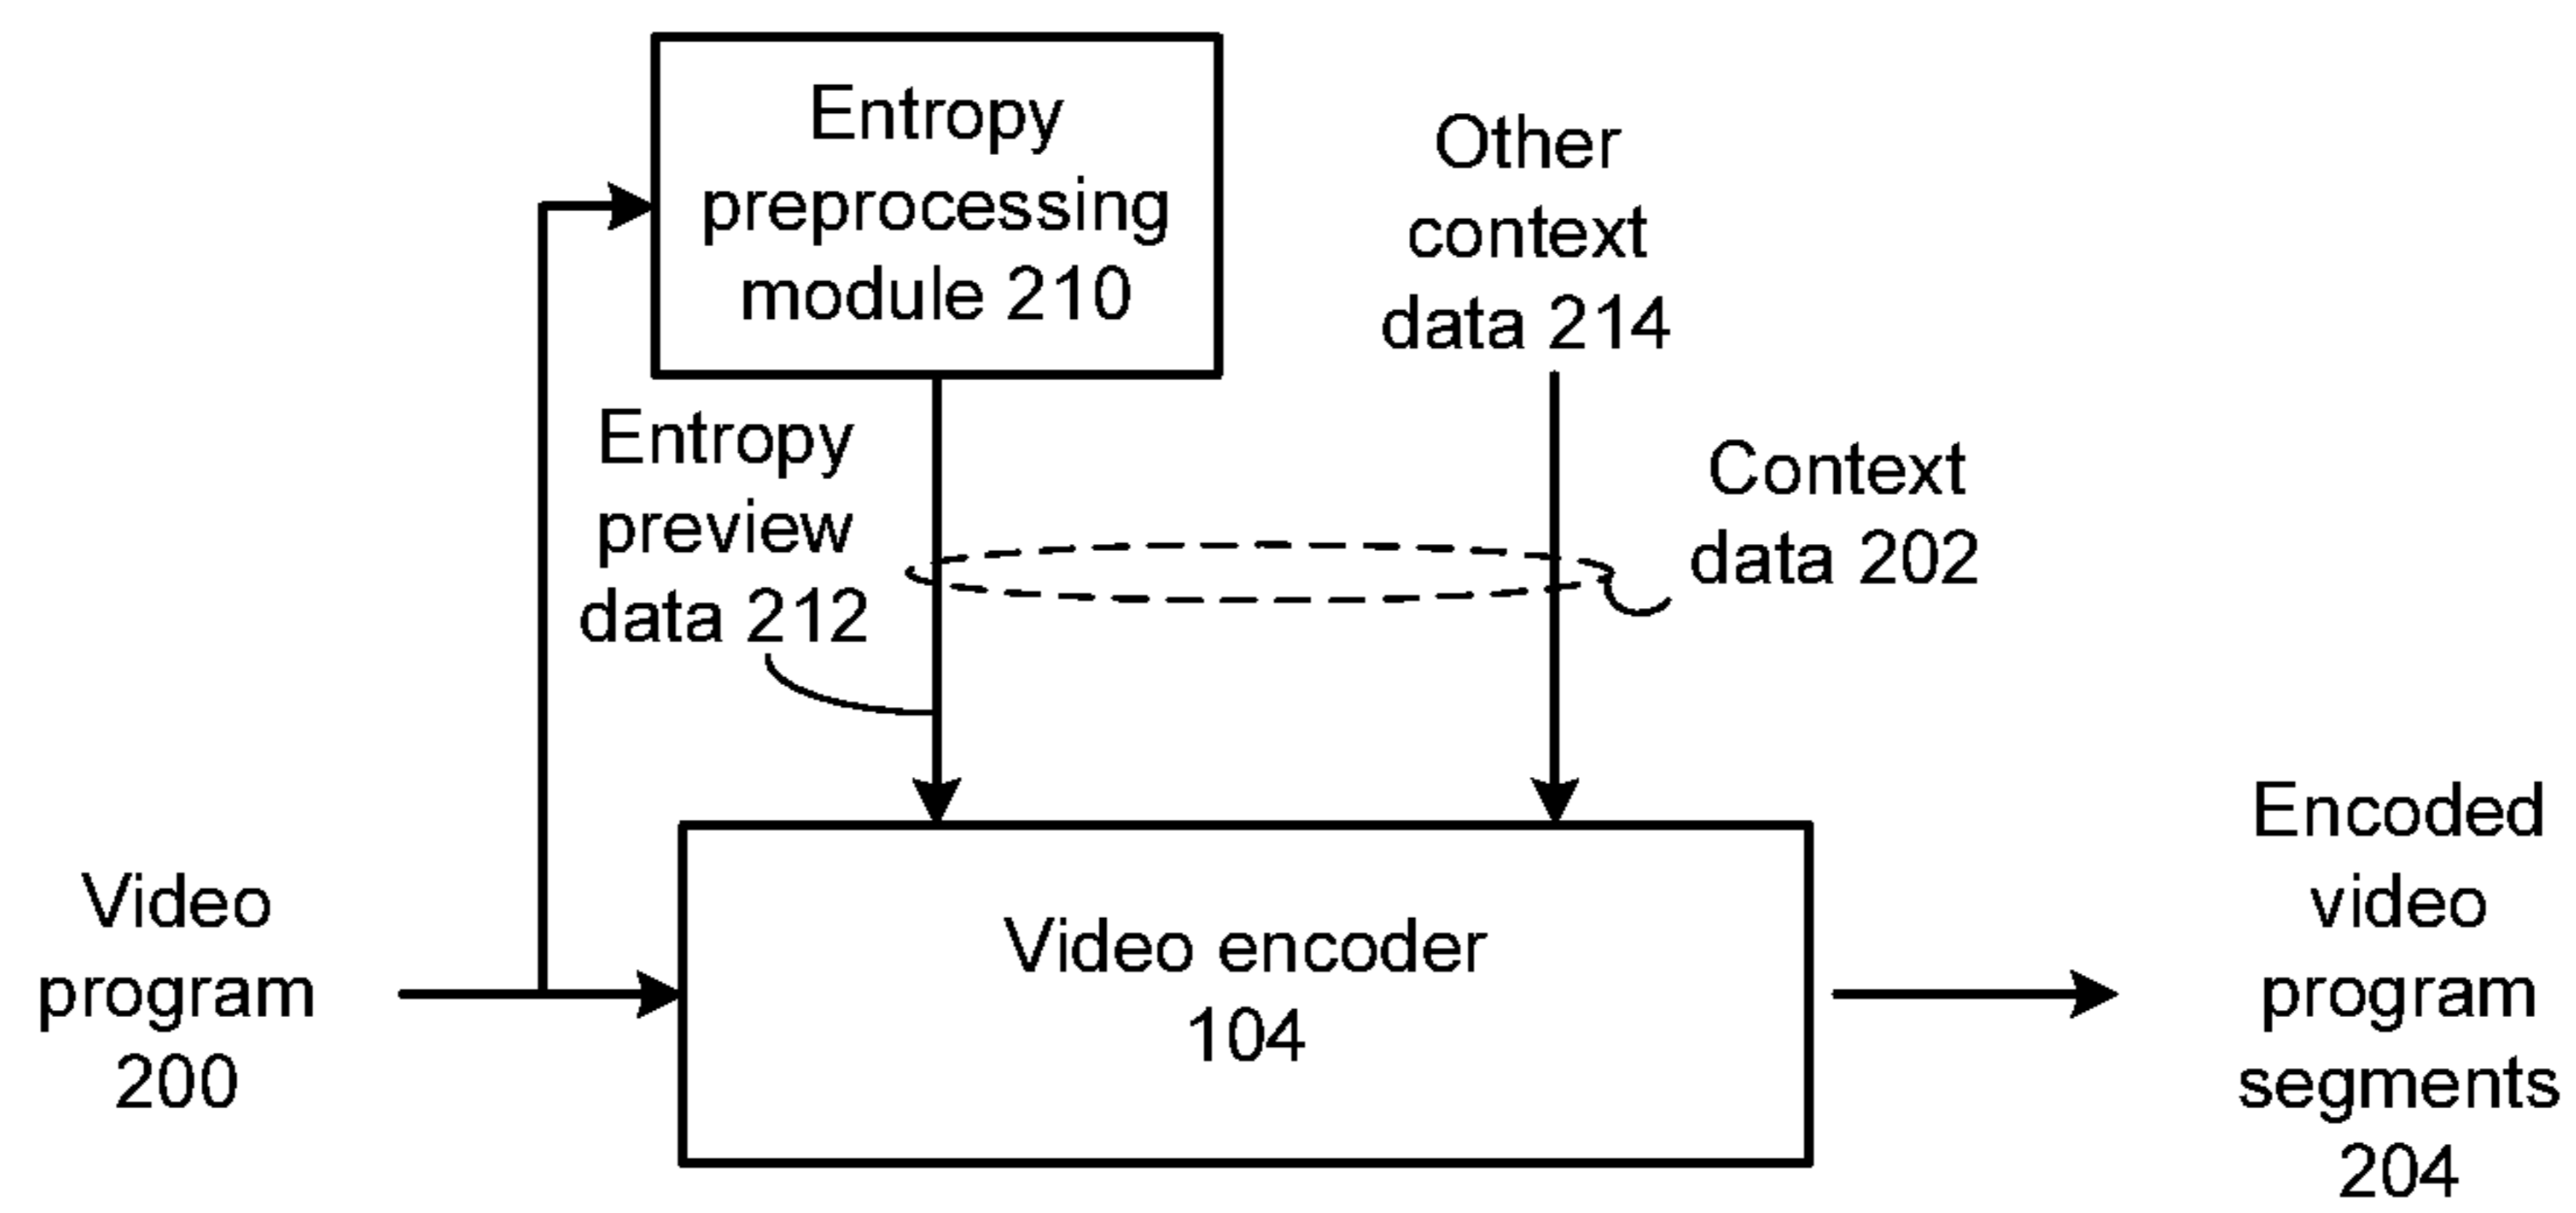 Entropy
preprocessing
module 210
Other
context
data 214
Entropy
preview
data 212
Context
data 202
Video
program
200
Video encoder
104
Encoded
video
program
segments
204